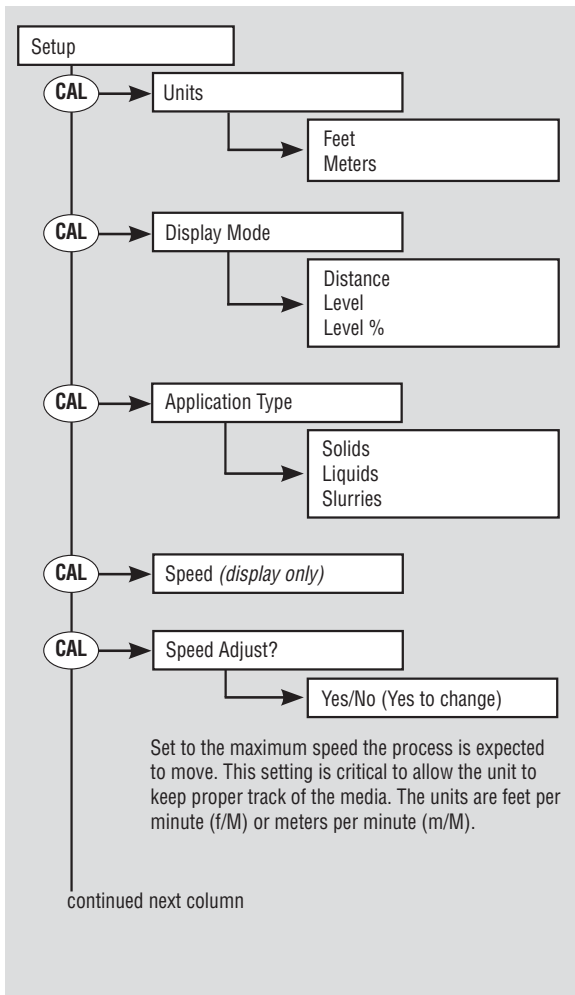 Setup
CAL
Units
Feet
Meters
CAL
Display Mode
Distance
Level
Level %
CAL
Application Type
Solids
Liquids
Slurries
CAL
Speed (display only)
CAL
Speed Adjust?
Yes/No (Yes to change)
Set to the maximum speed the process is expected
to move. This setting is critical to allow the unit to
keep proper track of the media. The units are feet per
minute (f/M) or meters per minute (m/M).
continued next column